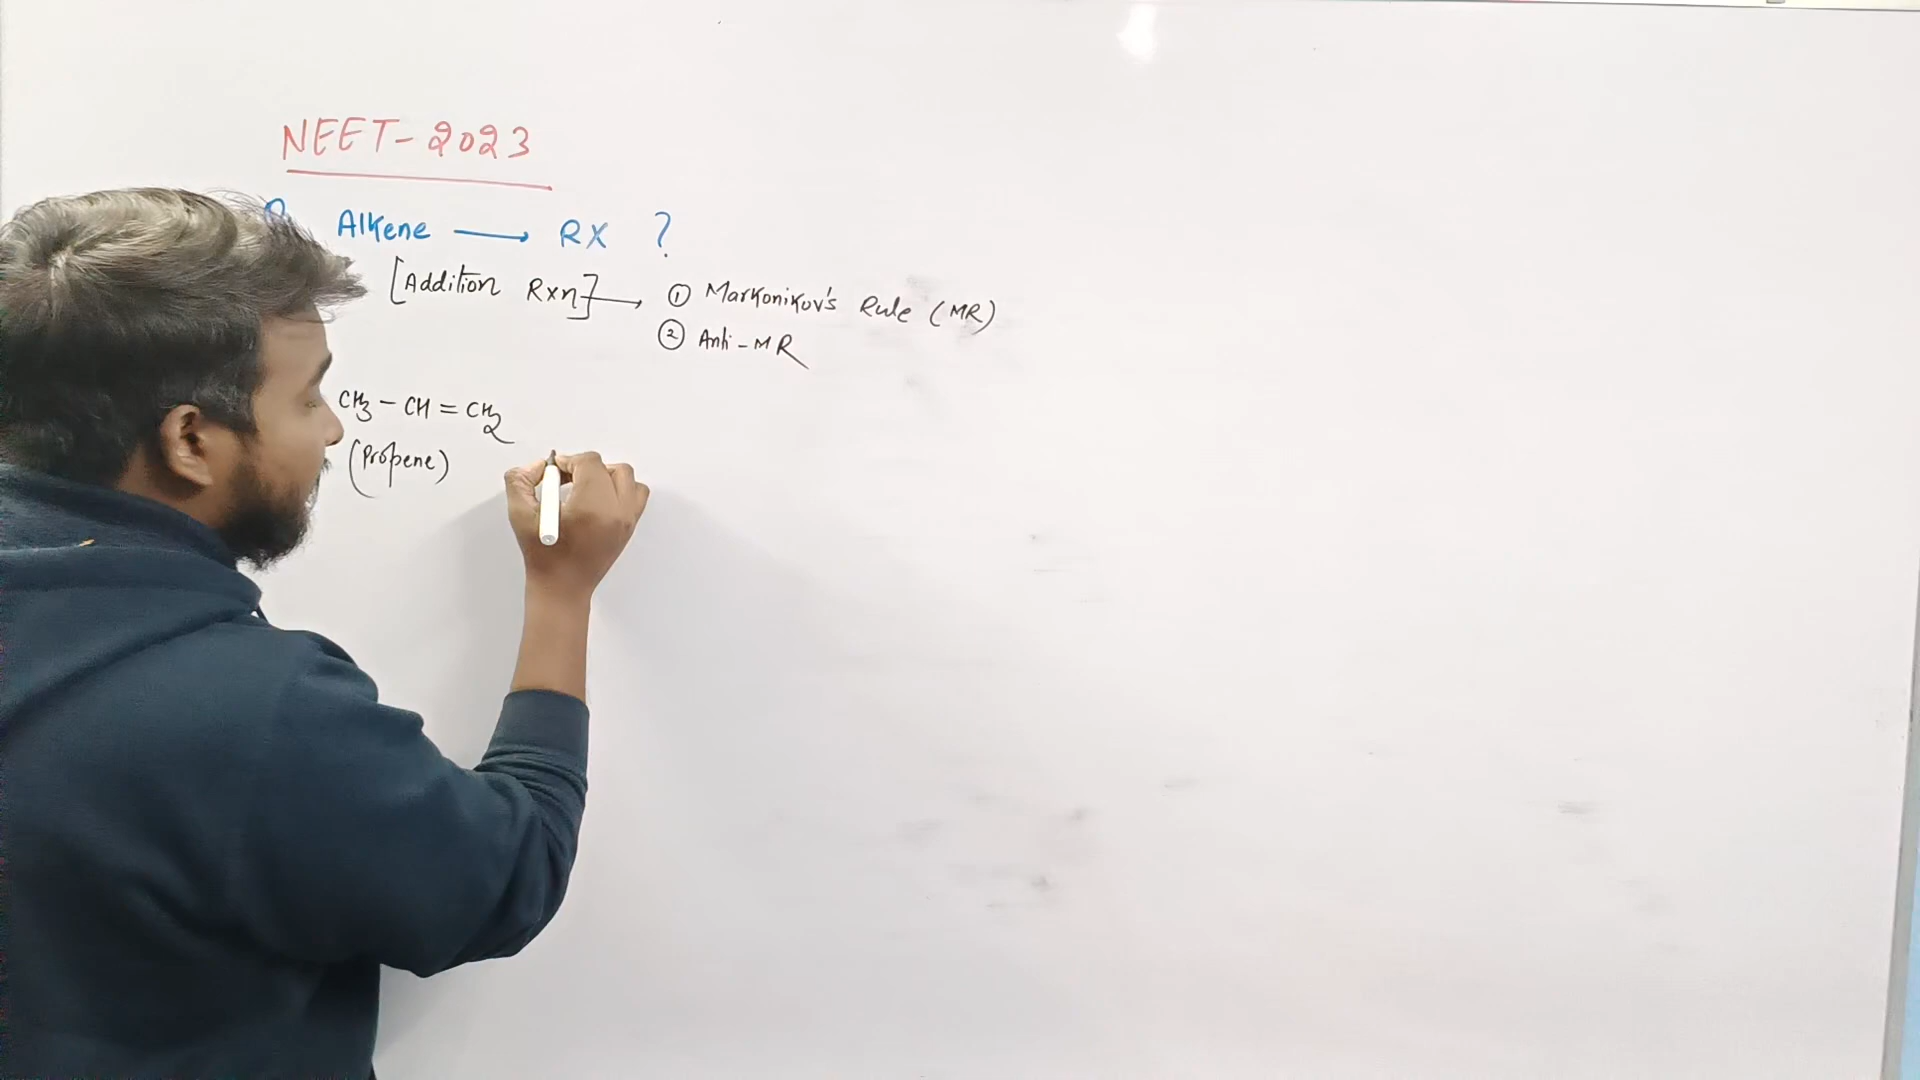 NEET-2023
Alkene ⟶ RX ?
[Addition Rxn] ⟶ ① Markonikov's Rule (MR)
② Anti-MR
CH3 - CH = CH2
(Propene)